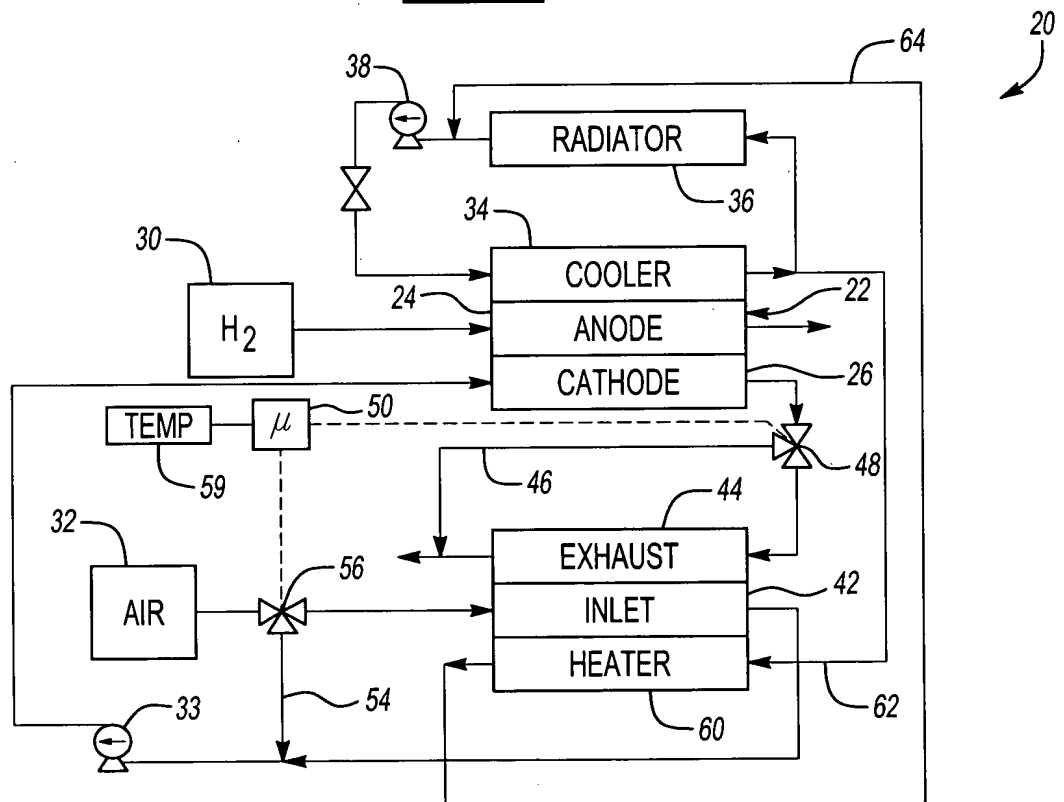 20
64
38
RADIATOR
36
34
30
COOLER
24
22
H2
ANODE
CATHODE
26
50
TEMP
μ
59
46
48
44
32
EXHAUST
56
42
AIR
INLET
HEATER
54
62
33
60